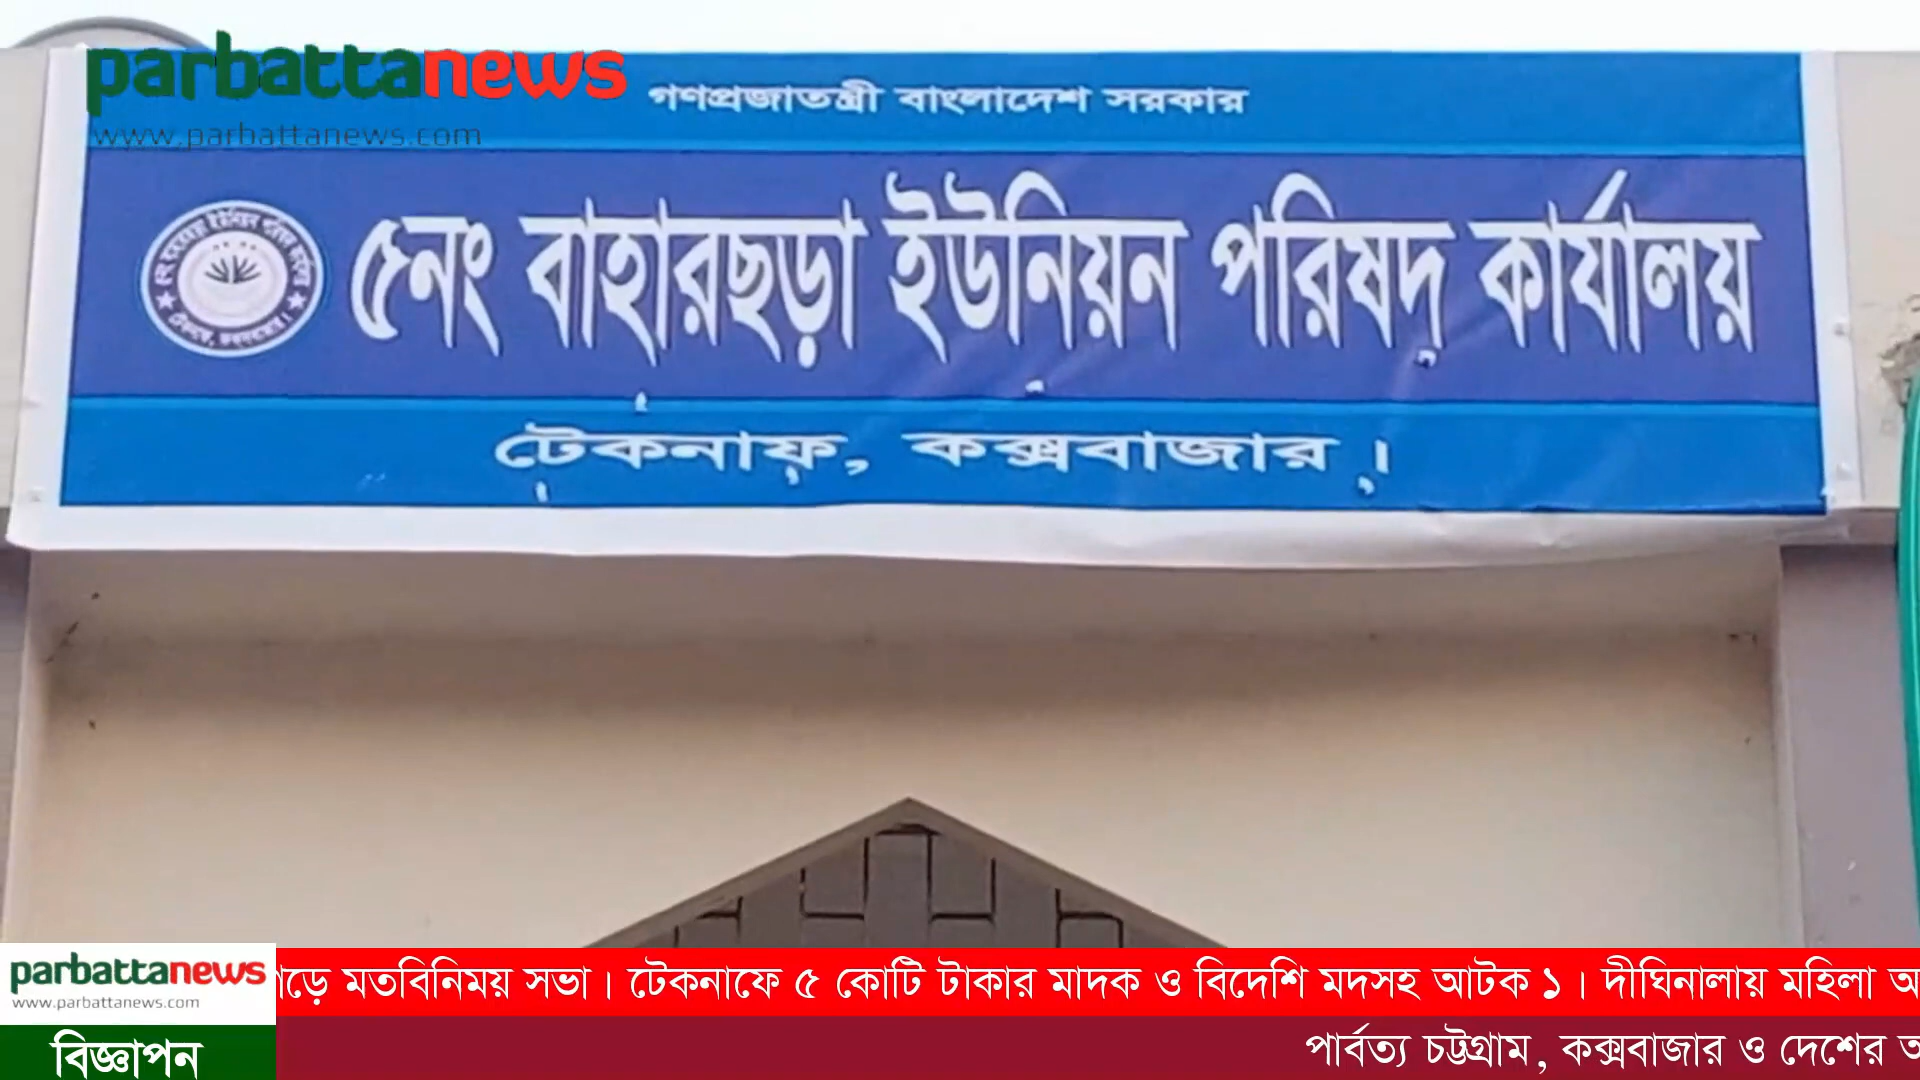 parbattanews
www.parbattanews.com
গণপ্রজাতন্ত্রী বাংলাদেশ সরকার
৫নং বাহারছড়া ইউনিয়ন পরিষদ কার্যালয়
টেকনাফ, কক্সবাজার।
parbattanews
www.parbattanews.com
মতবিনিময় সভা। টেকনাফে ৫ কোটি টাকার মাদক ও বিদেশি মদসহ আটক ১। দীঘিনালায় মহিলা
বিজ্ঞাপন
পার্বত্য চট্টগ্রাম, কক্সবাজার ও দেশের